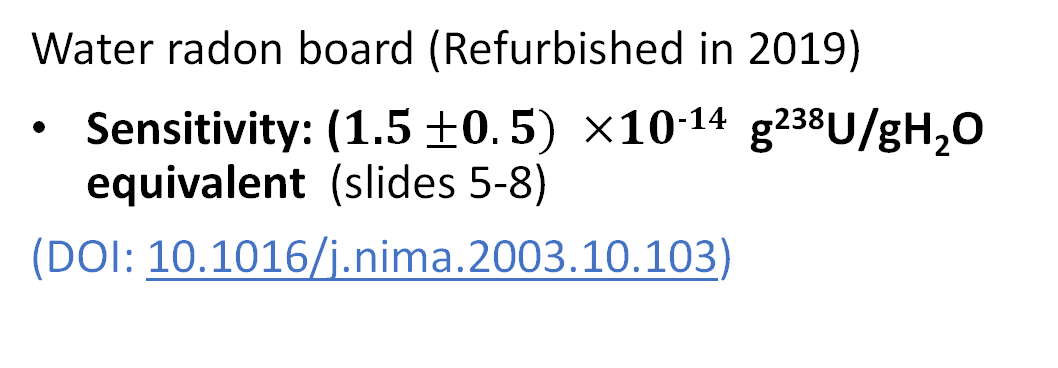 Water radon board (Refurbished in 2019)
• Sensitivity: (1.5 ±0.5) ×10⁻¹⁴ g²³⁸U/gH₂O
equivalent (slides 5-8)
(DOI: 10.1016/j.nima.2003.10.103)